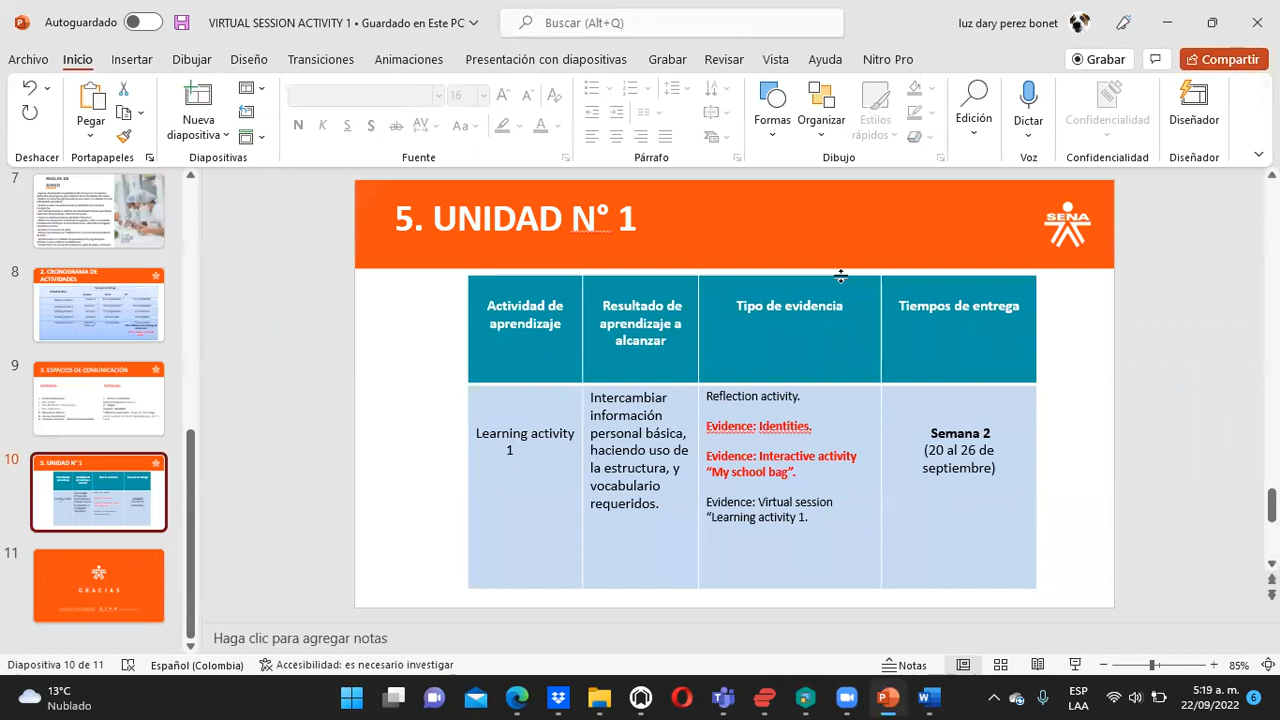 Autoguardado
VIRTUAL SESSION ACTIVITY 1 • Guardado en Este PC
Buscar (Alt+Q)
luz dary perez bonet
Archivo Inicio Insertar Dibujar Diseño Transiciones Animaciones Presentación con diapositivas Grabar Revisar Vista Ayuda Nitro Pro
Grabar
Compartir
16
Pegar
Nueva
diapositiva
Formas
Organizar
Estilos
rápidos
Edición
Dictar
Confidencialidad
Diseñador
Deshacer
Portapapeles
Diapositivas
Fuente
Párrafo
Dibujo
Voz
Confidencialidad
Diseñador
7
8
2. CRONOGRAMA DE
ACTIVIDADES
9
3. ESPACIOS DE COMUNICACIÓN
10
5. UNIDAD N° 1
11
GRACIAS
5. UNIDAD N° 1
SENA
Actividad de
aprendizaje
Resultado de
aprendizaje a
alcanzar
Tipo de evidencia
Tiempos de entrega
Learning activity
1
Intercambiar
información
personal básica,
haciendo uso de
la estructura, y
vocabulario
requeridos.
Reflection activity.
Evidence: Identities.
Evidence: Interactive activity
“My school bag”.
Evidence: Virtual session
“Learning activity 1.
Semana 2
(20 al 26 de
septiembre)
Haga clic para agregar notas
Diapositiva 10 de 11
Español (Colombia)
Accesibilidad: es necesario investigar
Notas
85%
13°C
Nublado
ESP
LAA
5:19 a. m.
22/09/2022
6